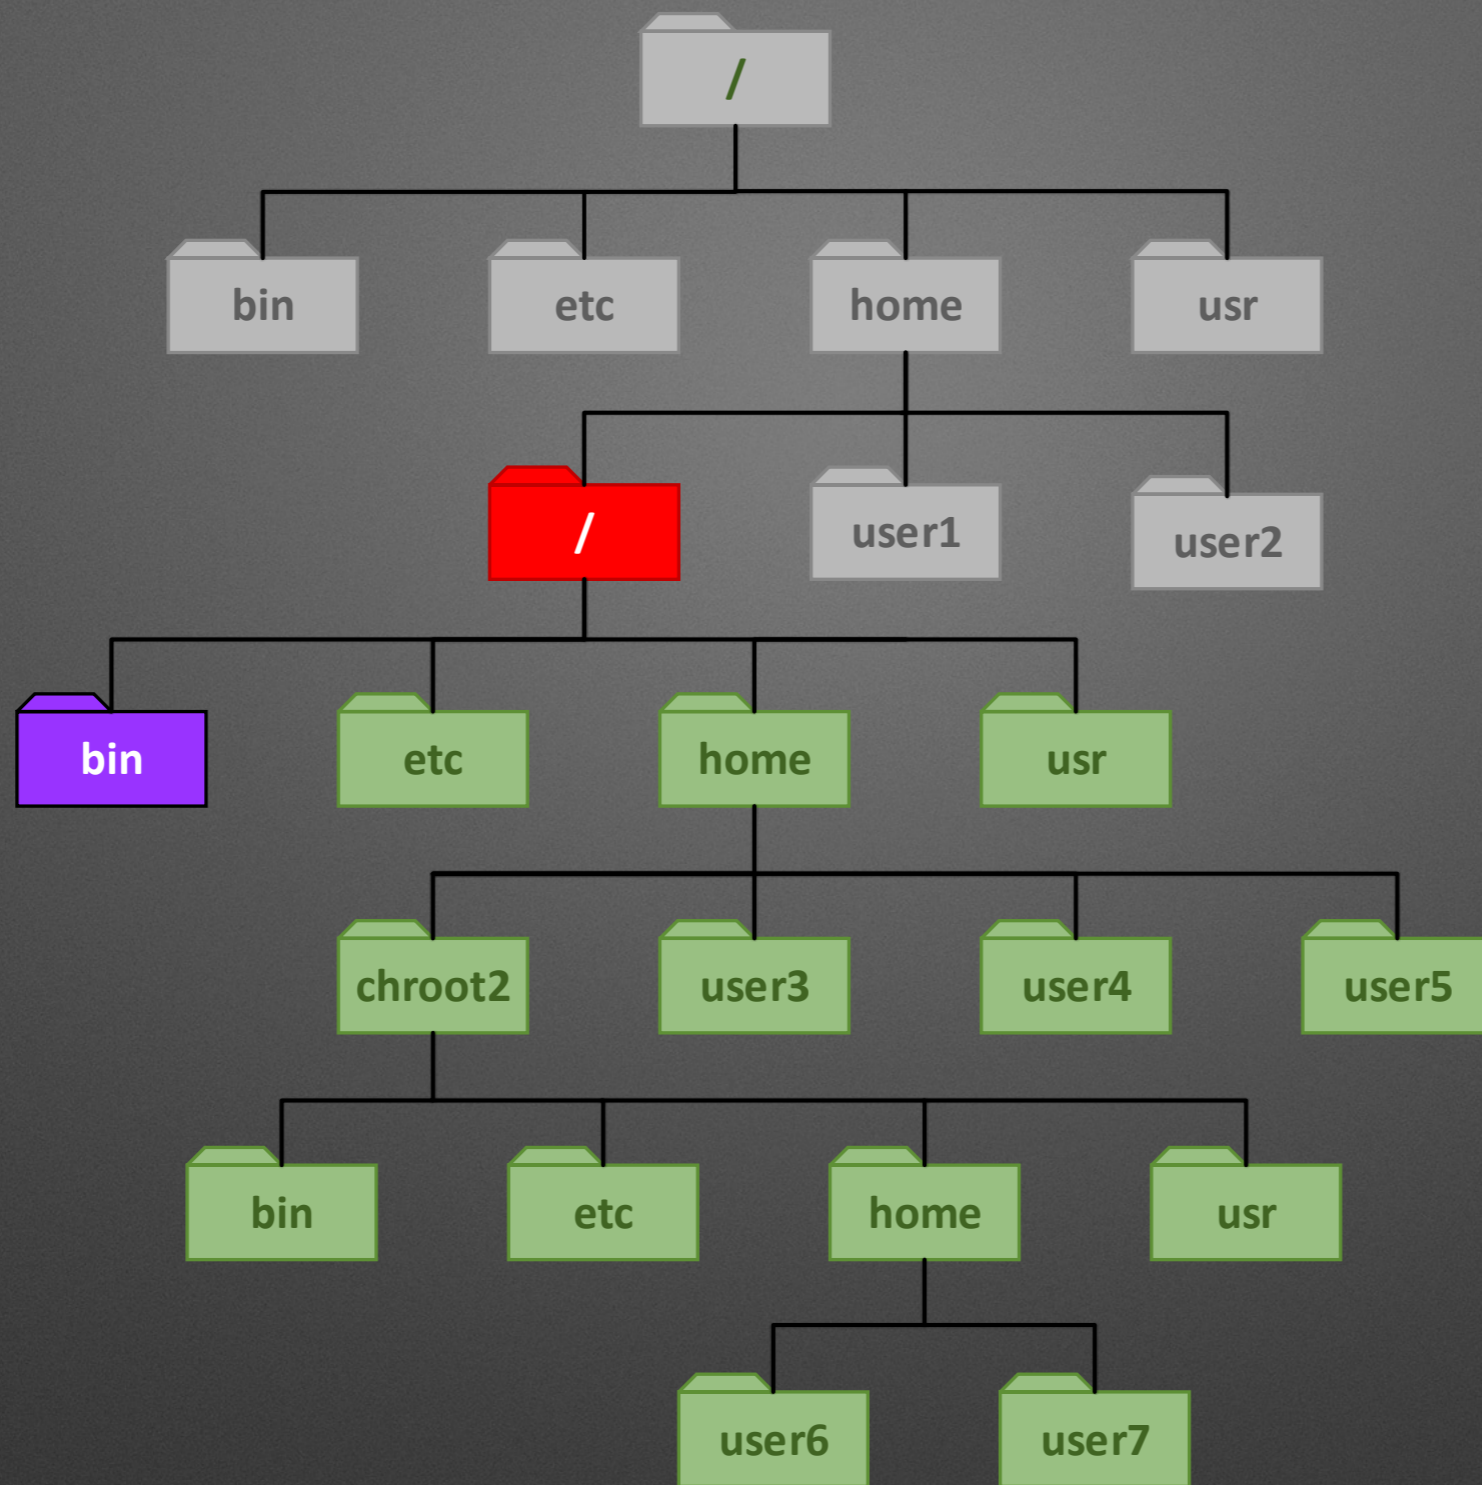 /
bin
etc
home
usr
/
user1
user2
bin
etc
home
usr
chroot2
user3
user4
user5
bin
etc
home
usr
user6
user7